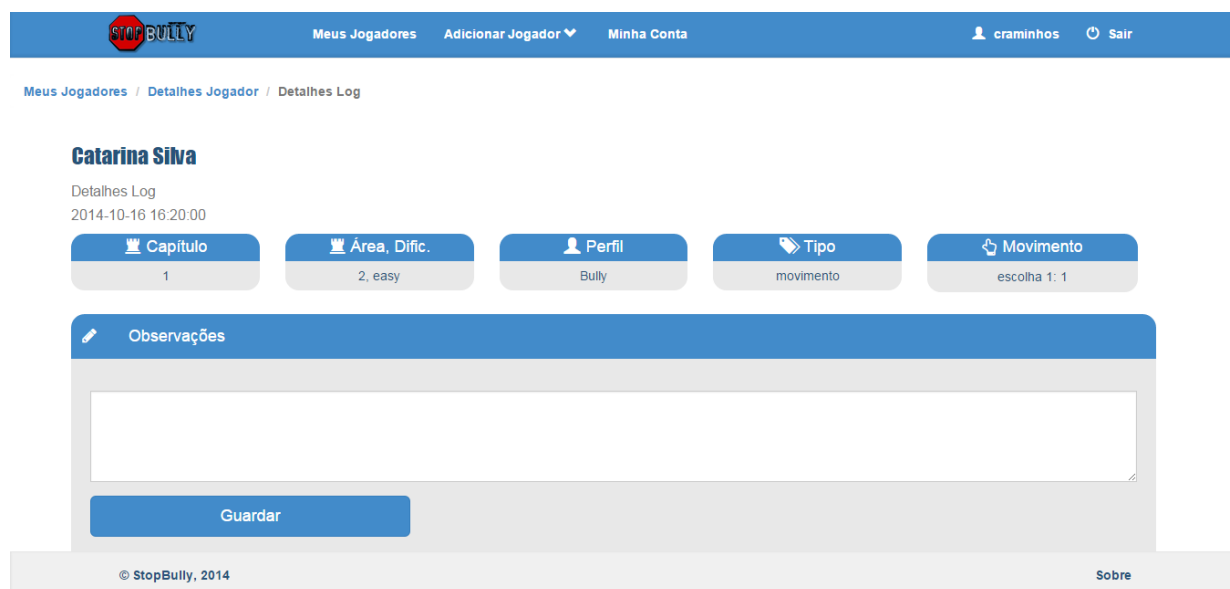 STOP BULLY Meus Jogadores Adicionar Jogador Minha Conta craminhos Sair
Meus Jogadores / Detalhes Jogador / Detalhes Log
Catarina Silva
Detalhes Log
2014-10-16 16:20:00
Capítulo Área, Dific. Perfil Tipo Movimento
1 2, easy Bully movimento escolha 1: 1
Observações
Guardar
© StopBully, 2014 Sobre